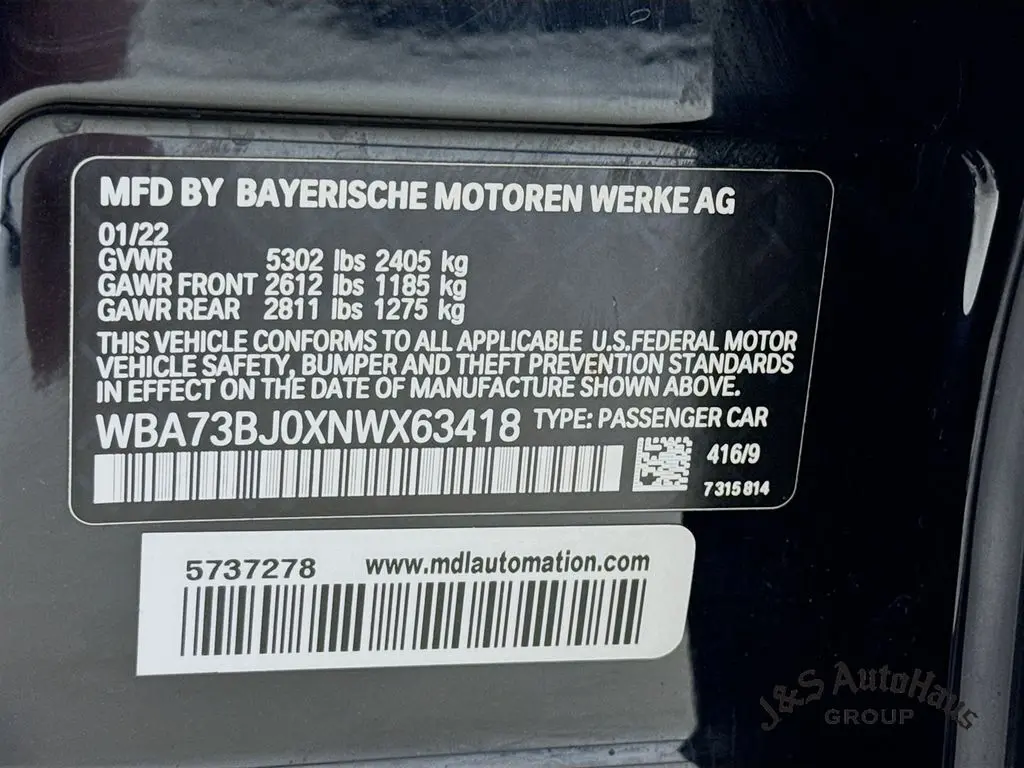 MFD BY BAYERISCHE MOTOREN WERKE AG
01/22
GVWR 5302 lbs 2405 kg
GAWR FRONT 2612 lbs 1185 kg
GAWR REAR 2811 lbs 1275 kg
THIS VEHICLE CONFORMS TO ALL APPLICABLE U.S.FEDERAL MOTOR
VEHICLE SAFETY, BUMPER AND THEFT PREVENTION STANDARDS
IN EFFECT ON THE DATE OF MANUFACTURE SHOWN ABOVE.
WBA73BJ0XNWX63418 TYPE: PASSENGER CAR
416/9
7315814
5737278 www.mdlautomation.com
J&S AutoHaus
GROUP